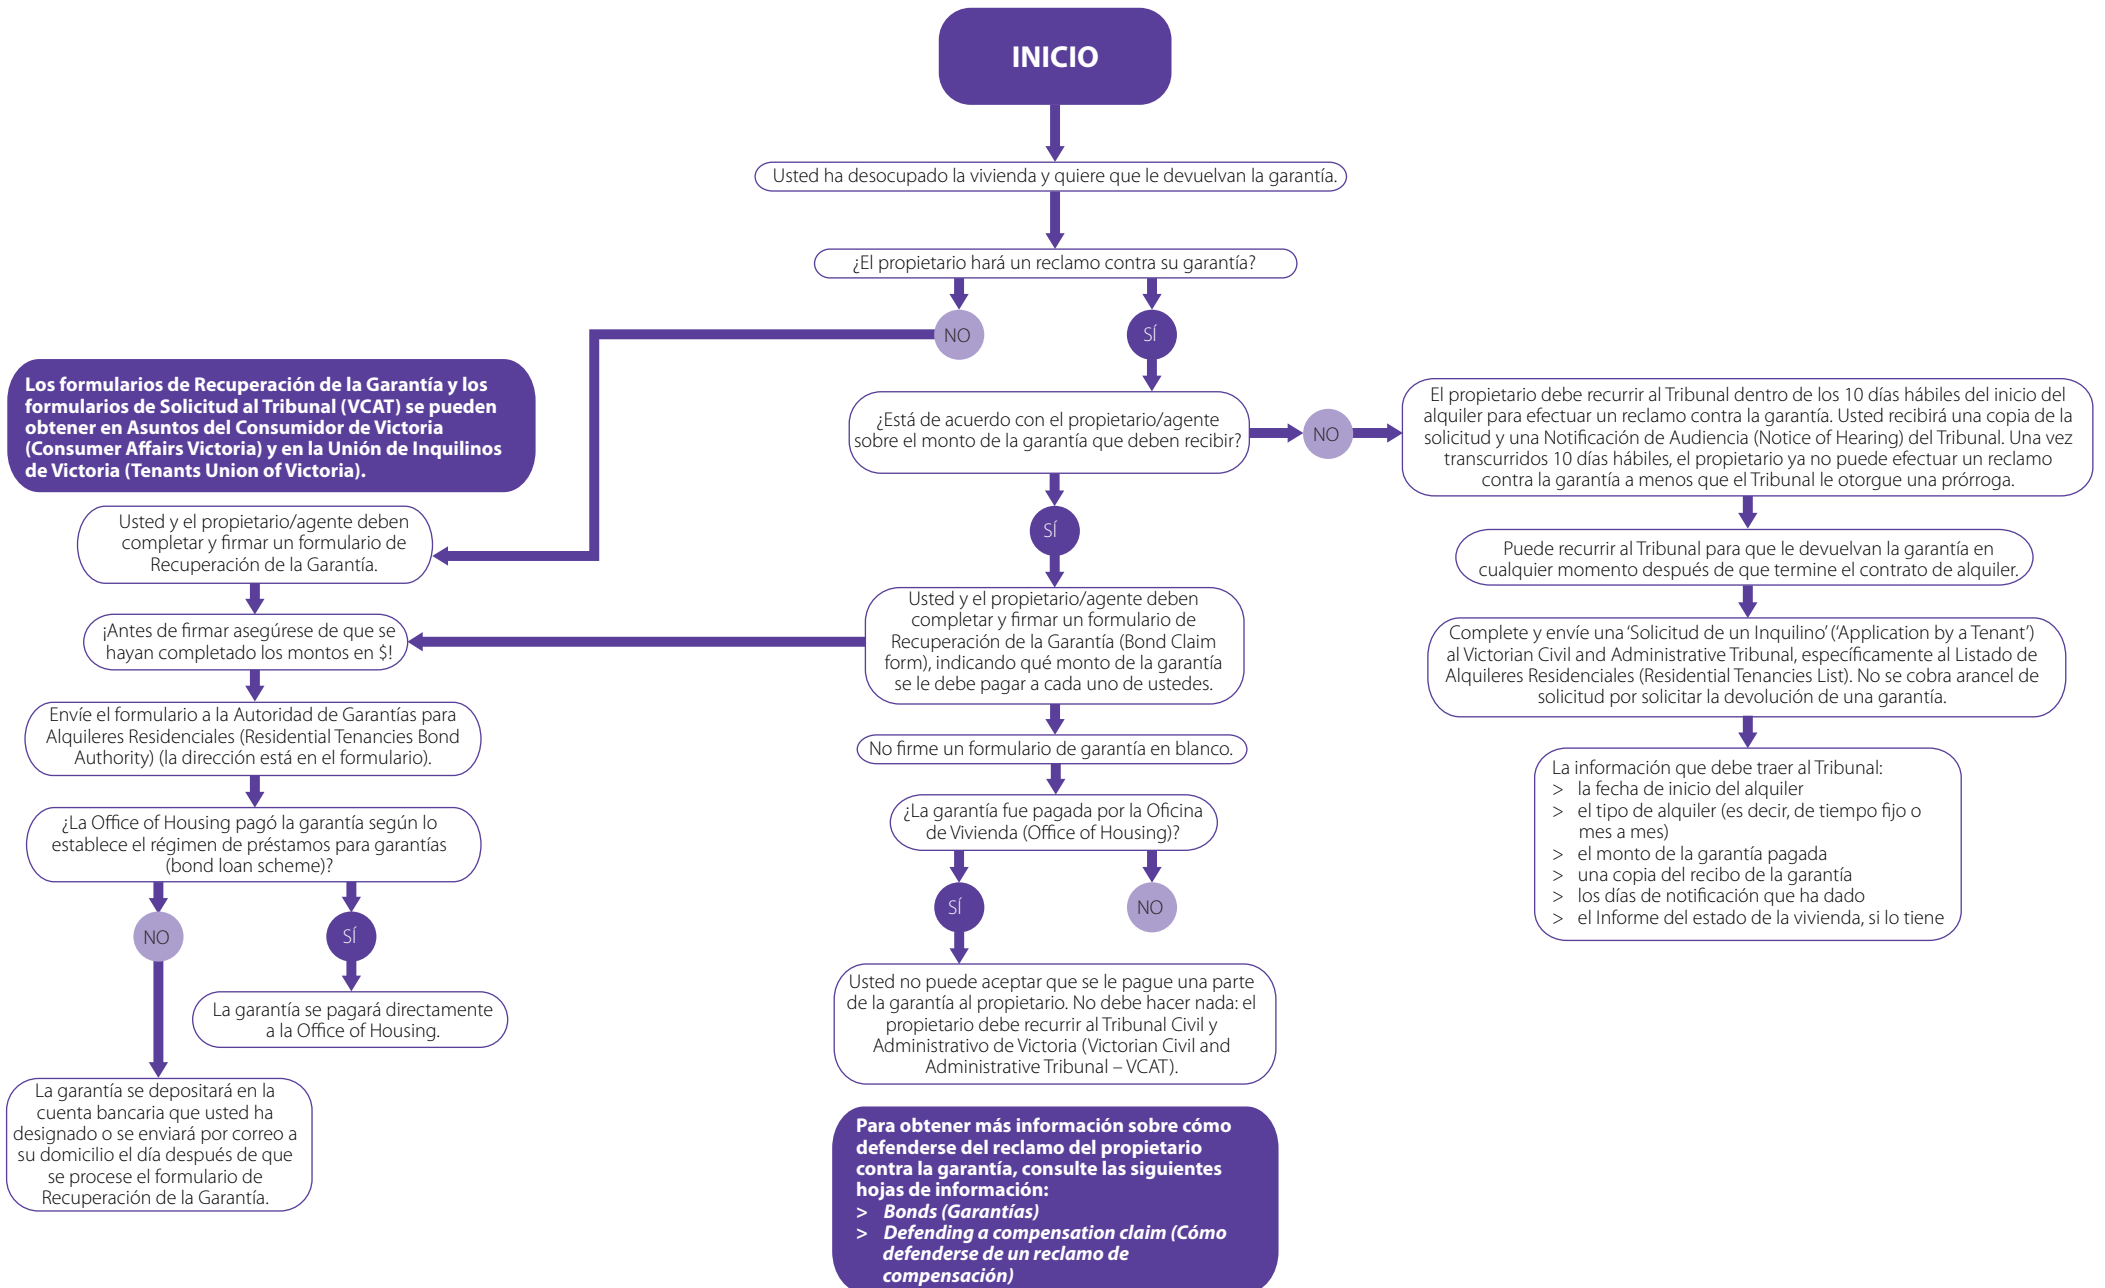 INICIO
Usted ha desocupado la vivienda y quiere que le devuelvan la garantía.
¿El propietario hará un reclamo contra su garantía?
NO
SÍ
Los formularios de Recuperación de la Garantía y los
formularios de Solicitud al Tribunal (VCAT) se pueden
obtener en Asuntos del Consumidor de Victoria
(Consumer Affairs Victoria) y en la Unión de Inquilinos
de Victoria (Tenants Union of Victoria).
¿Está de acuerdo con el propietario/agente
sobre el monto de la garantía que deben recibir?
NO
El propietario debe recurrir al Tribunal dentro de los 10 días hábiles del inicio del
alquiler para efectuar un reclamo contra la garantía. Usted recibirá una copia de la
solicitud y una Notificación de Audiencia (Notice of Hearing) del Tribunal. Una vez
transcurridos 10 días hábiles, el propietario ya no puede efectuar un reclamo
contra la garantía a menos que el Tribunal le otorgue una prórroga.
Usted y el propietario/agente deben
completar y firmar un formulario de
Recuperación de la Garantía.
SÍ
Puede recurrir al Tribunal para que le devuelvan la garantía en
cualquier momento después de que termine el contrato de alquiler.
¡Antes de firmar asegúrese de que se
hayan completado los montos en $!
Usted y el propietario/agente deben
completar y firmar un formulario de
Recuperación de la Garantía (Bond Claim
form), indicando qué monto de la garantía
se le debe pagar a cada uno de ustedes.
Complete y envíe una ‘Solicitud de un Inquilino’ (‘Application by a Tenant’)
al Victorian Civil and Administrative Tribunal, específicamente al Listado de
Alquileres Residenciales (Residential Tenancies List). No se cobra arancel de
solicitud por solicitar la devolución de una garantía.
Envíe el formulario a la Autoridad de Garantías para
Alquileres Residenciales (Residential Tenancies Bond
Authority) (la dirección está en el formulario).
No firme un formulario de garantía en blanco.
La información que debe traer al Tribunal:
> la fecha de inicio del alquiler
> el tipo de alquiler (es decir, de tiempo fijo o
mes a mes)
> el monto de la garantía pagada
> una copia del recibo de la garantía
> los días de notificación que ha dado
> el Informe del estado de la vivienda, si lo tiene
¿La Office of Housing pagó la garantía según lo
establece el régimen de préstamos para garantías
(bond loan scheme)?
¿La garantía fue pagada por la Oficina
de Vivienda (Office of Housing)?
NO
SÍ
SÍ
NO
La garantía se pagará directamente
a la Office of Housing.
Usted no puede aceptar que se le pague una parte
de la garantía al propietario. No debe hacer nada: el
propietario debe recurrir al Tribunal Civil y
Administrativo de Victoria (Victorian Civil and
Administrative Tribunal – VCAT).
La garantía se depositará en la
cuenta bancaria que usted ha
designado o se enviará por correo a
su domicilio el día después de que
se procese el formulario de
Recuperación de la Garantía.
Para obtener más información sobre cómo
defenderse del reclamo del propietario
contra la garantía, consulte las siguientes
hojas de información:
> Bonds (Garantías)
> Defending a compensation claim (Cómo
defenderse de un reclamo de
compensación)